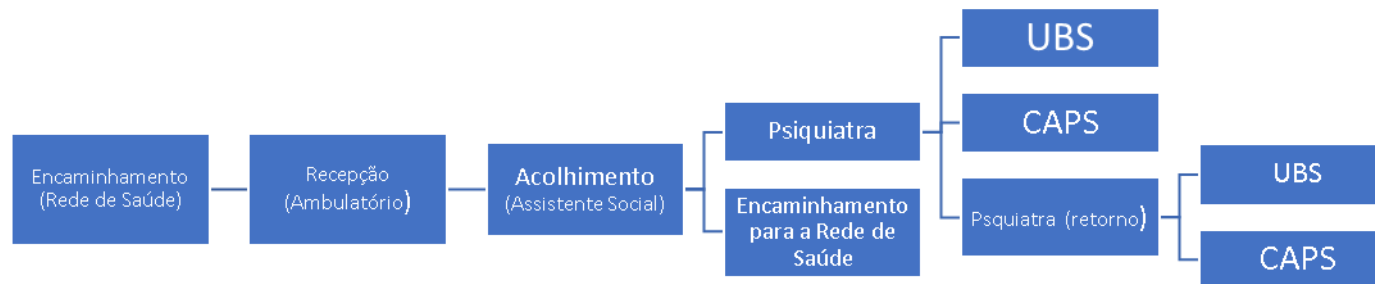 Encaminhamento
(Rede de Saúde)
Recepção
(Ambulatório)
Acolhimento
(Assistente Social)
Psiquiatra
Encaminhamento
para a Rede de
Saúde
UBS
CAPS
Psquiatra (retorno)
UBS
CAPS